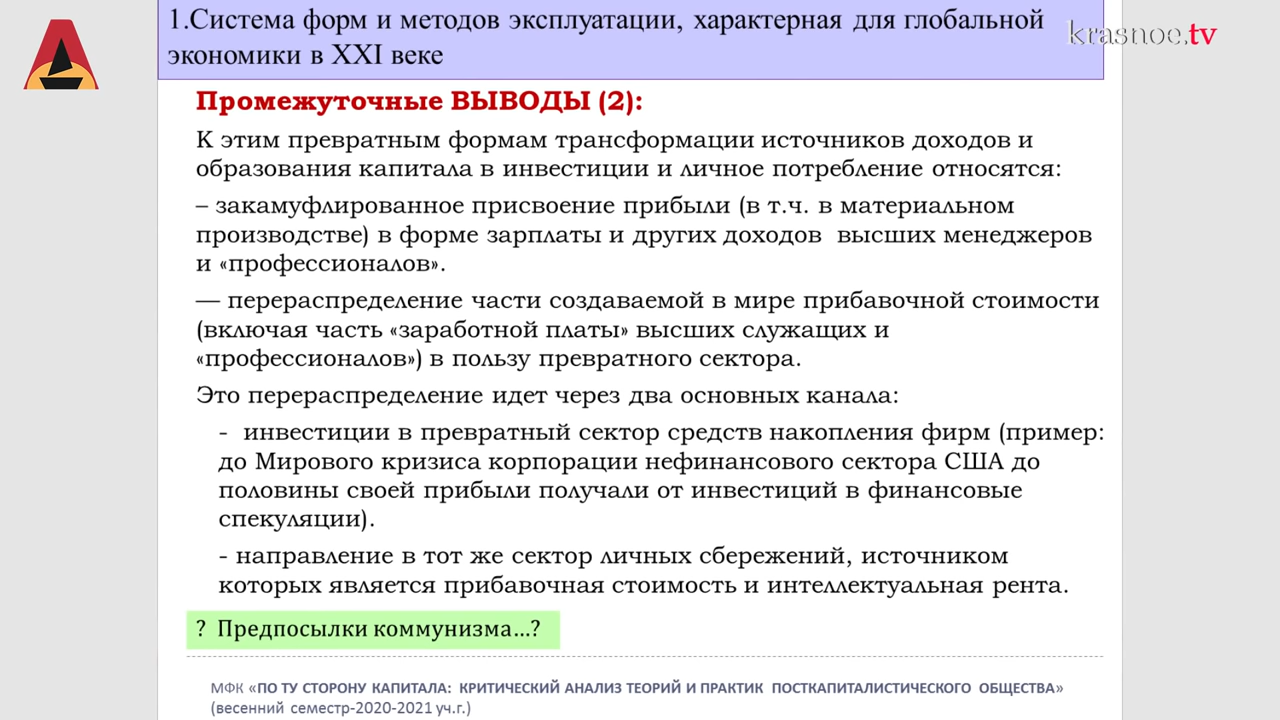 1.Система форм и методов эксплуатации, характерная для глобальной
экономики в XXI веке
krasnoe.tv
Промежуточные ВЫВОДЫ (2):
К этим превратным формам трансформации источников доходов и
образования капитала в инвестиции и личное потребление относятся:
– закамуфлированное присвоение прибыли (в т.ч. в материальном
производстве) в форме зарплаты и других доходов высших менеджеров
и «профессионалов».
— перераспределение части создаваемой в мире прибавочной стоимости
(включая часть «заработной платы» высших служащих и
«профессионалов») в пользу превратного сектора.
Это перераспределение идет через два основных канала:
- инвестиции в превратный сектор средств накопления фирм (пример:
до Мирового кризиса корпорации нефинансового сектора США до
половины своей прибыли получали от инвестиций в финансовые
спекуляции).
- направление в тот же сектор личных сбережений, источником
которых является прибавочная стоимость и интеллектуальная рента.
? Предпосылки коммунизма...?
МФК «ПО ТУ СТОРОНУ КАПИТАЛА: КРИТИЧЕСКИЙ АНАЛИЗ ТЕОРИЙ И ПРАКТИК ПОСТКАПИТАЛИСТИЧЕСКОГО ОБЩЕСТВА»
(весенний семестр-2020-2021 уч.г.)